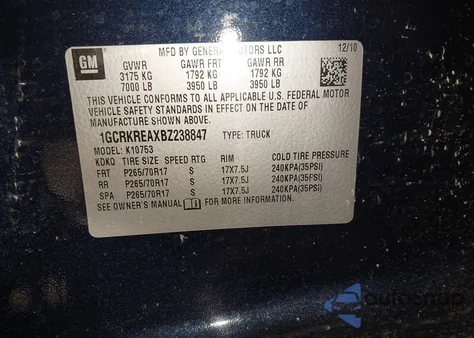 GM
MFD BY GENERAL MOTORS LLC 12/10
GVWR GAWR FRT GAWR RR
3175 KG 1792 KG 1792 KG
7000 LB 3950 LB 3950 LB
THIS VEHICLE CONFORMS TO ALL APPLICABLE U.S. FEDERAL MOTOR
VEHICLE SAFETY STANDARDS IN EFFECT ON THE DATE OF
MANUFACTURE SHOWN ABOVE.
1GCRKREAXBZ238847 TYPE: TRUCK
MODEL: K10753
KDKQ TIRE SIZE SPEED RTG RIM COLD TIRE PRESSURE
FRT P265/70R17 S 17X7.5J 240KPA(35PSI)
RR P265/70R17 S 17X7.5J 240KPA(35PSI)
SPA P265/70R17 S 17X7.5J 240KPA(35PSI)
SEE OWNER'S MANUAL FOR MORE INFORMATION.